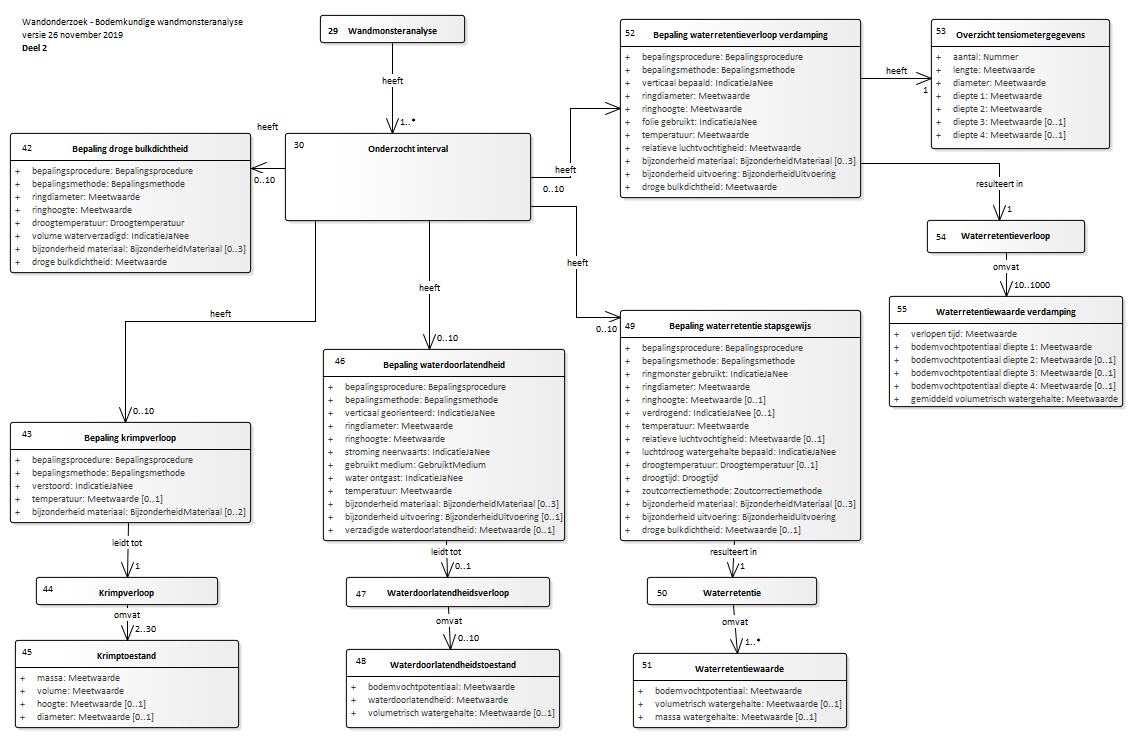 Wandonderzoek - Bodemkundige wandmonsteranalyse
versie 26 november 2019
Deel 2
29 Wandmonsteranalyse
heeft
1..*
30 Onderzocht interval
heeft
0..10
42 Bepaling droge bulkdichtheid
+ bepalingsprocedure: Bepalingsprocedure
+ bepalingsmethode: Bepalingsmethode
+ ringdiameter: Meetwaarde
+ ringhoogte: Meetwaarde
+ droogtemperatuur: Droogtemperatuur
+ volume waterverzadigd: IndicatieJaNee
+ bijzonderheid materiaal: BijzonderheidMateriaal [0..3]
+ droge bulkdichtheid: Meetwaarde
heeft
0..10
43 Bepaling krimpverloop
+ bepalingsprocedure: Bepalingsprocedure
+ bepalingsmethode: Bepalingsmethode
+ verstoord: IndicatieJaNee
+ temperatuur: Meetwaarde [0..1]
+ bijzonderheid materiaal: BijzonderheidMateriaal [0..2]
leidt tot
1
44 Krimpverloop
omvat
2..30
45 Krimptoestand
+ massa: Meetwaarde
+ volume: Meetwaarde
+ hoogte: Meetwaarde [0..1]
+ diameter: Meetwaarde [0..1]
heeft
0..10
46 Bepaling waterdoorlatendheid
+ bepalingsprocedure: Bepalingsprocedure
+ bepalingsmethode: Bepalingsmethode
+ verticaal georienteerd: IndicatieJaNee
+ ringdiameter: Meetwaarde
+ ringhoogte: Meetwaarde
+ stroming neerwaarts: IndicatieJaNee
+ gebruikt medium: GebruiktMedium
+ water ontgast: IndicatieJaNee
+ temperatuur: Meetwaarde
+ bijzonderheid materiaal: BijzonderheidMateriaal [0..3]
+ bijzonderheid uitvoering: BijzonderheidUitvoering [0..1]
+ verzadigde waterdoorlatendheid: Meetwaarde [0..1]
leidt tot
0..1
47 Waterdoorlatendheidsverloop
omvat
0..10
48 Waterdoorlatendheidstoestand
+ bodemvochtpotentiaal: Meetwaarde
+ waterdoorlatendheid: Meetwaarde
+ volumetrisch watergehalte: Meetwaarde [0..1]
heeft
0..10
49 Bepaling waterretentie stapsgewijs
+ bepalingsprocedure: Bepalingsprocedure
+ bepalingsmethode: Bepalingsmethode
+ ringmonster gebruikt: IndicatieJaNee
+ ringdiameter: Meetwaarde
+ ringhoogte: Meetwaarde [0..1]
+ verdrogend: IndicatieJaNee [0..1]
+ temperatuur: Meetwaarde
+ relatieve luchtvochtigheid: Meetwaarde [0..1]
+ luchtdroog watergehalte bepaald: IndicatieJaNee
+ droogtemperatuur: Droogtemperatuur [0..1]
+ droogtijd: Droogtijd
+ zoutcorrectiemethode: Zoutcorrectiemethode
+ bijzonderheid materiaal: BijzonderheidMateriaal [0..3]
+ bijzonderheid uitvoering: BijzonderheidUitvoering
+ droge bulkdichtheid: Meetwaarde [0..1]
resulteert in
1
50 Waterretentie
omvat
1..*
51 Waterretentiewaarde
+ bodemvochtpotentiaal: Meetwaarde
+ volumetrisch watergehalte: Meetwaarde [0..1]
+ massa watergehalte: Meetwaarde [0..1]
heeft
0..10
52 Bepaling waterretentieverloop verdamping
+ bepalingsprocedure: Bepalingsprocedure
+ bepalingsmethode: Bepalingsmethode
+ verticaal bepaald: IndicatieJaNee
+ ringdiameter: Meetwaarde
+ ringhoogte: Meetwaarde
+ folie gebruikt: IndicatieJaNee
+ temperatuur: Meetwaarde
+ relatieve luchtvochtigheid: Meetwaarde
+ bijzonderheid materiaal: BijzonderheidMateriaal [0..3]
+ bijzonderheid uitvoering: BijzonderheidUitvoering
+ droge bulkdichtheid: Meetwaarde
heeft
1
53 Overzicht tensiometergegevens
+ aantal: Nummer
+ lengte: Meetwaarde
+ diameter: Meetwaarde
+ diepte 1: Meetwaarde
+ diepte 2: Meetwaarde
+ diepte 3: Meetwaarde [0..1]
+ diepte 4: Meetwaarde [0..1]
resulteert in
1
54 Waterretentieverloop
omvat
10..1000
55 Waterretentiewaarde verdamping
+ verlopen tijd: Meetwaarde
+ bodemvochtpotentiaal diepte 1: Meetwaarde
+ bodemvochtpotentiaal diepte 2: Meetwaarde [0..1]
+ bodemvochtpotentiaal diepte 3: Meetwaarde [0..1]
+ bodemvochtpotentiaal diepte 4: Meetwaarde [0..1]
+ gemiddeld volumetrisch watergehalte: Meetwaarde